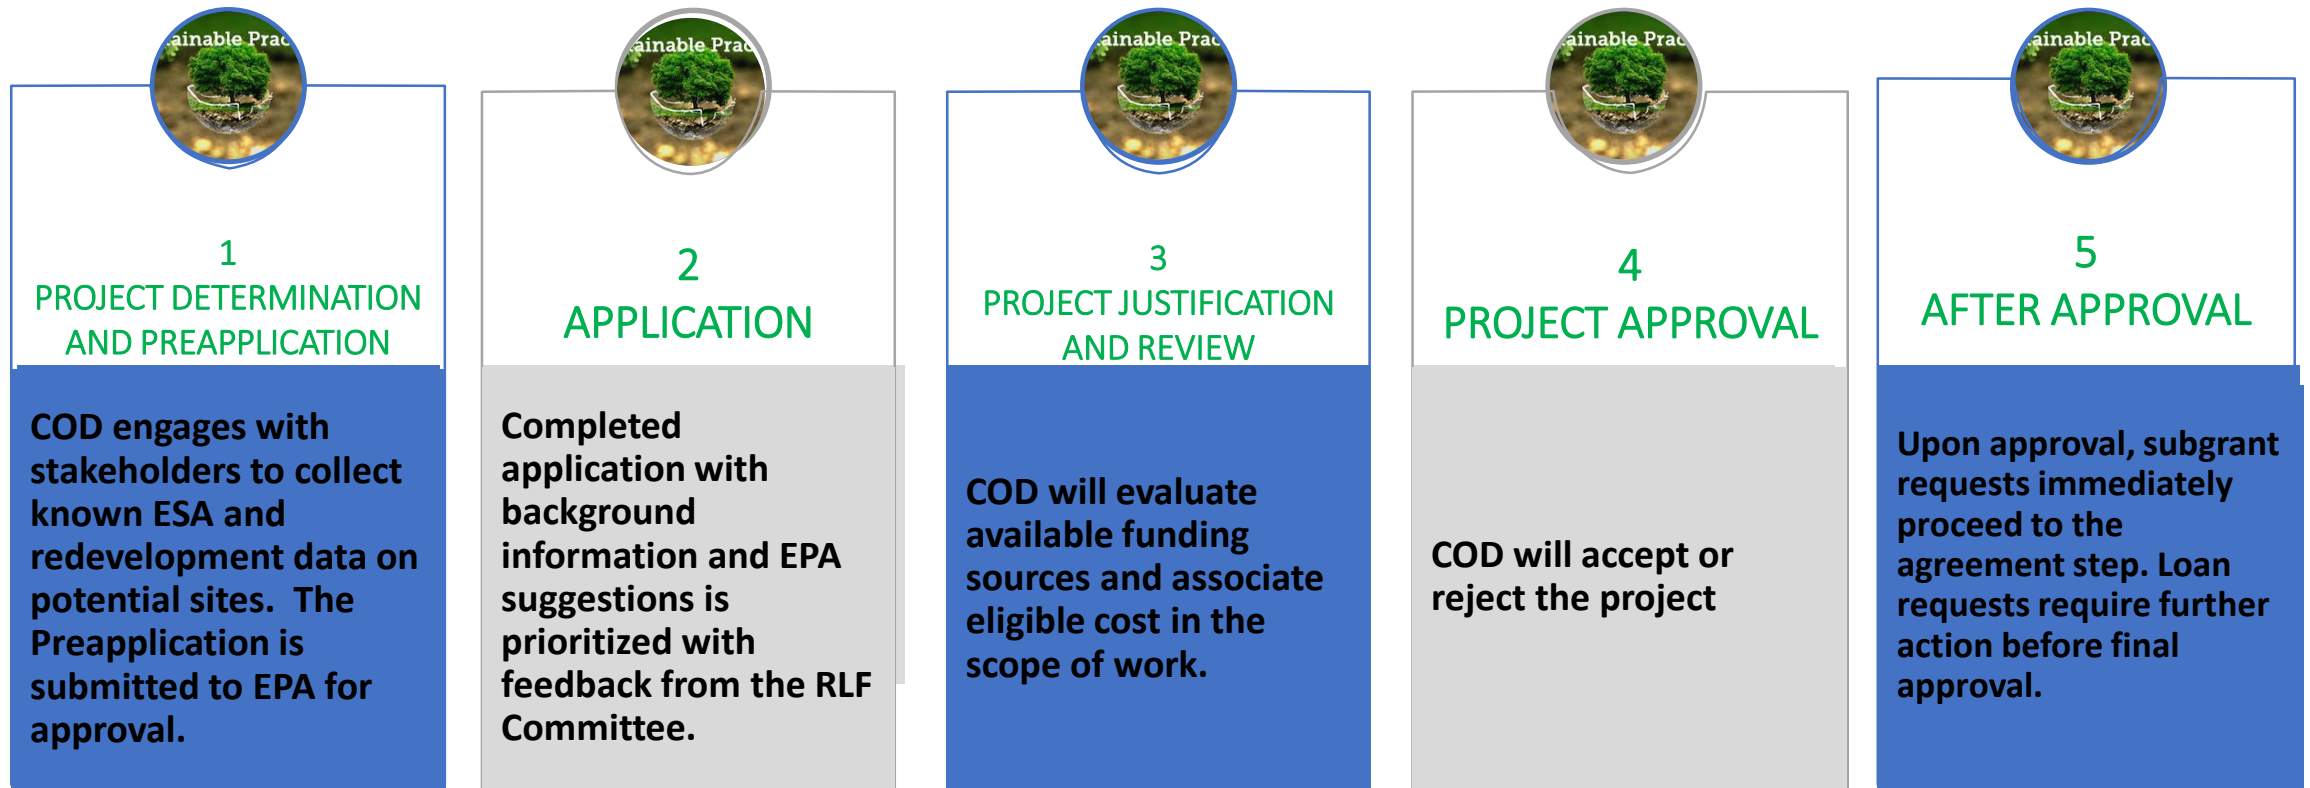 ainable Prac
1
PROJECT DETERMINATION
AND PREAPPLICATION
COD engages with
stakeholders to collect
known ESA and
redevelopment data on
potential sites.  The
Preapplication is
submitted to EPA for
approval.
ainable Prac
2
APPLICATION
Completed
application with
background
information and EPA
suggestions is
prioritized with
feedback from the RLF
Committee.
ainable Prac
3
PROJECT JUSTIFICATION
AND REVIEW
COD will evaluate
available funding
sources and associate
eligible cost in the
scope of work.
ainable Prac
4
PROJECT APPROVAL
COD will accept or
reject the project
ainable Prac
5
AFTER APPROVAL
Upon approval, subgrant
requests immediately
proceed to the
agreement step. Loan
requests require further
action before final
approval.